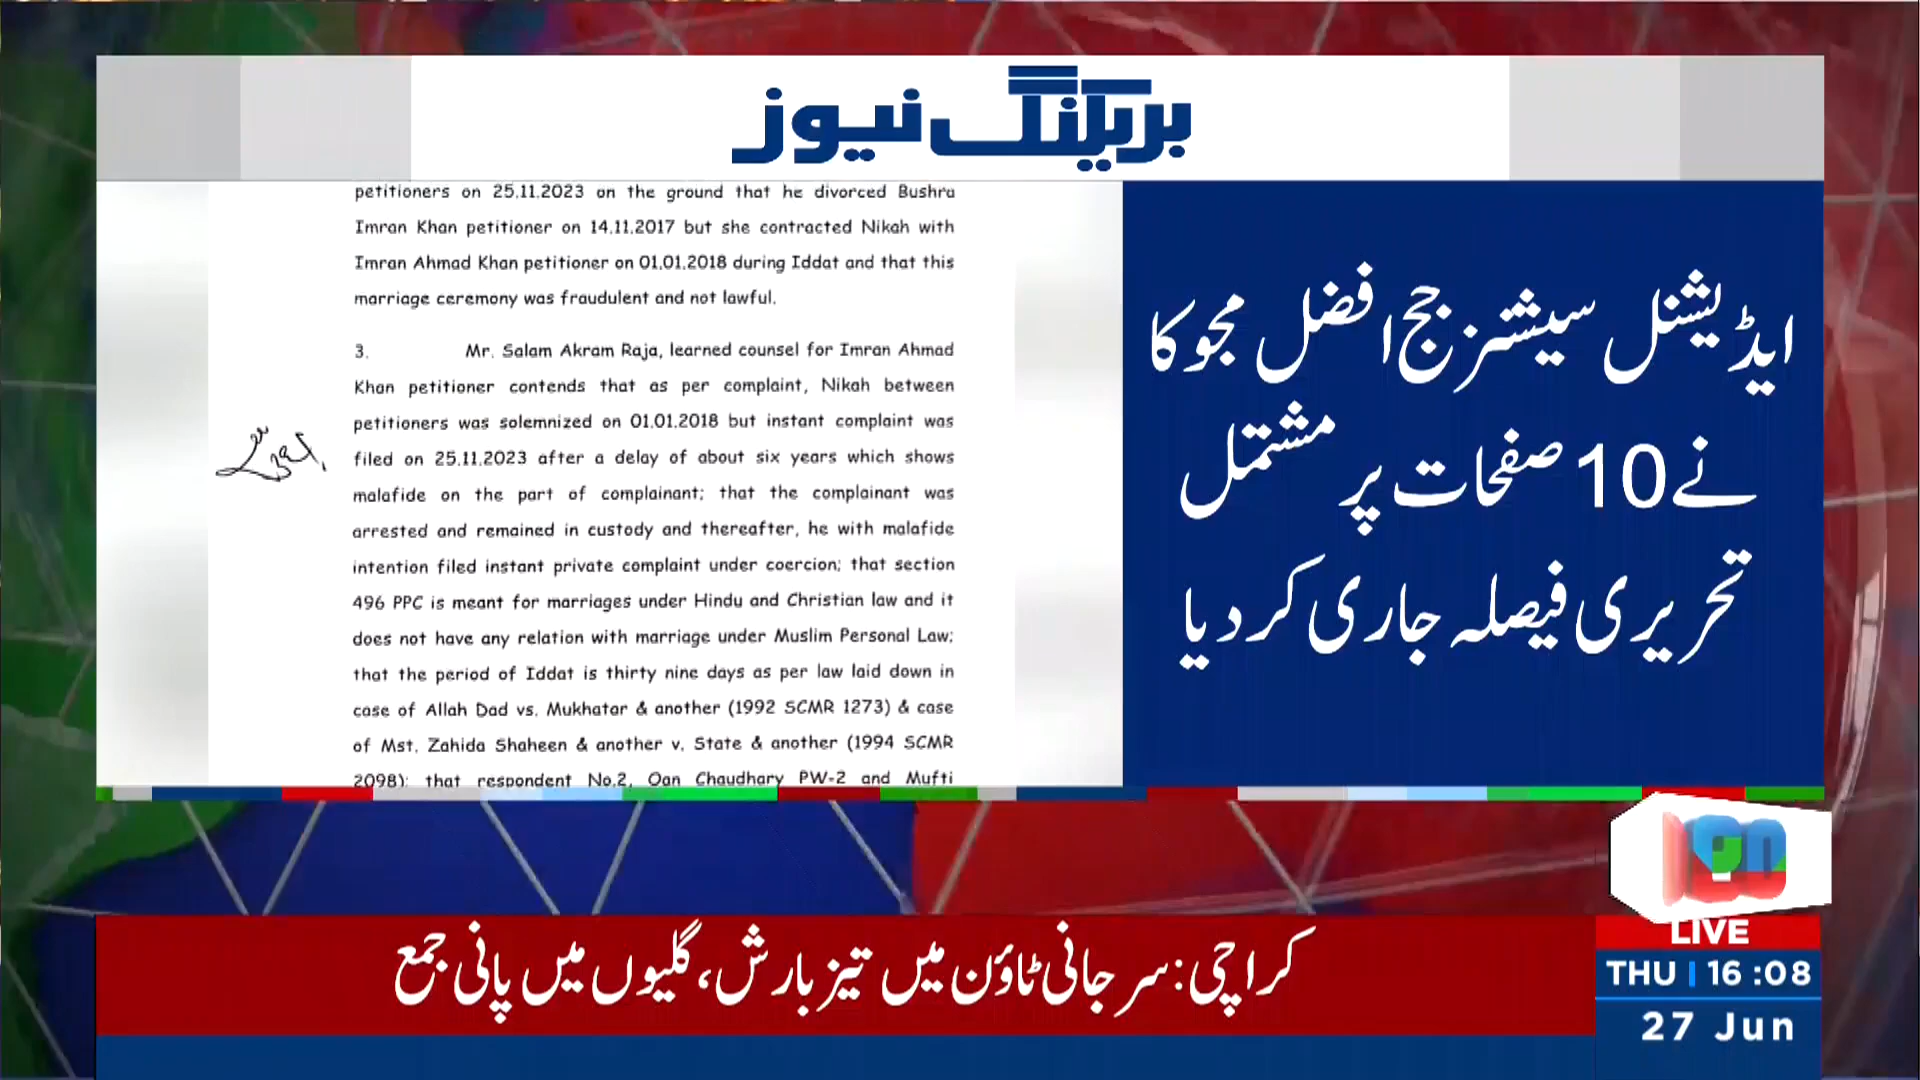 بریکنگ نیوز
petitioners on 25.11.2023 on the ground that he divorced Bushra
Imran Khan petitioner on 14.11.2017 but she contracted Nikah with
Imran Ahmad Khan petitioner on 01.01.2018 during Iddat and that this
marriage ceremony was fraudulent and not lawful.
3. Mr. Salam Akram Raja, learned counsel for Imran Ahmad
Khan petitioner contends that as per complaint, Nikah between
petitioners was solemnized on 01.01.2018 but instant complaint was
filed on 25.11.2023 after a delay of about six years which shows
malafide on the part of complainant; that the complainant was
arrested and remained in custody and thereafter, he with malafide
intention filed instant private complaint under coercion; that section
496 PPC is meant for marriages under Hindu and Christian law and it
does not have any relation with marriage under Muslim Personal Law;
that the period of Iddat is thirty nine days as per law laid down in
case of Allah Dad vs. Mukhatar & another (1992 SCMR 1273) & case
of Mst. Zahida Shaheen & another v. State & another (1994 SCMR
2098); that respondent No.2, Oan Chaudhary PW-2 and Mufti
ایڈیشنل سیشنز جج افضل مجوکا
نے 10 صفحات پر مشتمل
تحریری فیصلہ جاری کردیا
LIVE
THU | 16:08
27 Jun
کراچی: سرجانی ٹاؤن میں تیز بارش، گلیوں میں پانی جمع